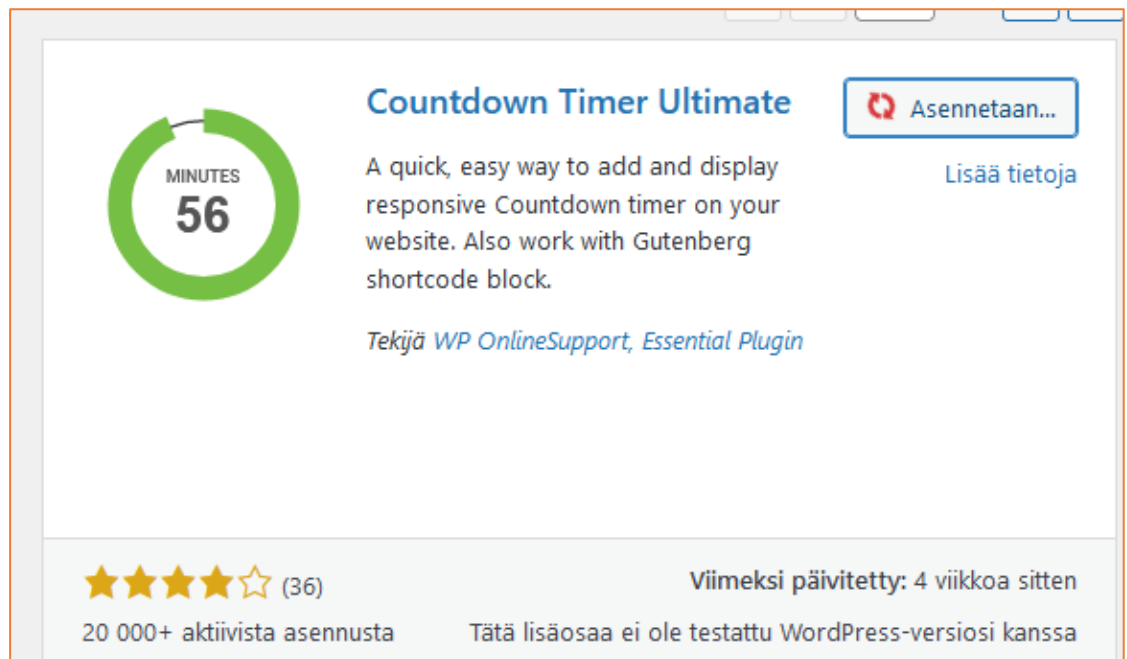 Countdown Timer Ultimate
Asennetaan...
Lisää tietoja
MINUTES
56
A quick, easy way to add and display
responsive Countdown timer on your
website. Also work with Gutenberg
shortcode block.
Tekijä WP OnlineSupport, Essential Plugin
(36)
Viimeksi päivitetty: 4 viikkoa sitten
20 000+ aktiivista asennusta
Tätä lisäosaa ei ole testattu WordPress-versiosi kanssa